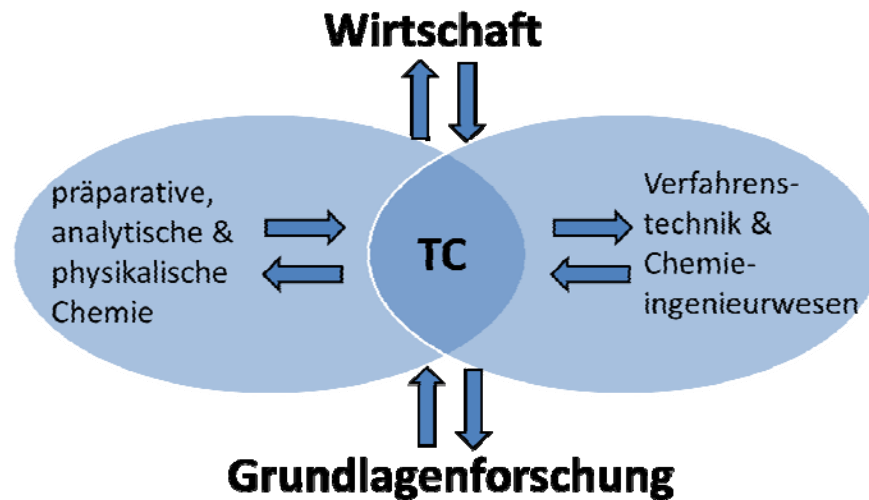 Wirtschaft
präparative,
analytische &
physikalische
Chemie
TC
Verfahrens-
technik &
Chemie-
ingenieurwesen
Grundlagenforschung